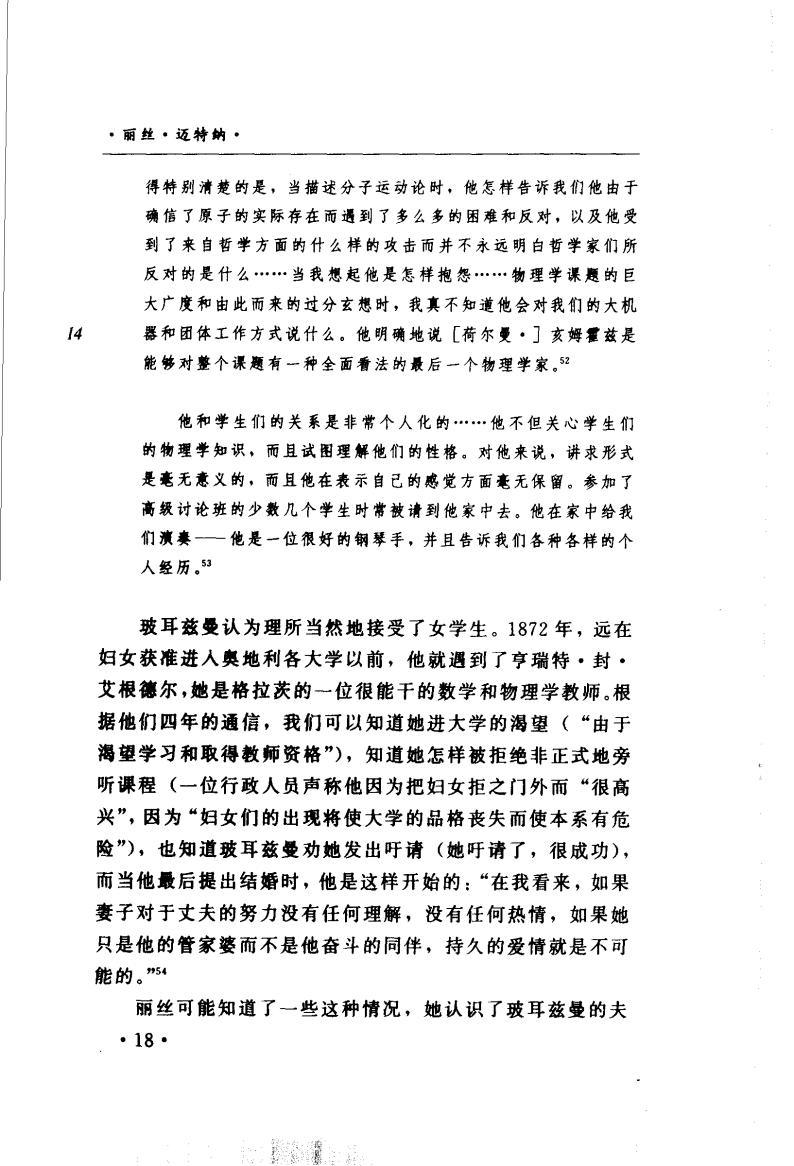 ·丽丝·迈特纳·
得特别清楚的是，当描述分子运动论时，他怎样告诉我们他由于
确信了原子的实际存在而遇到了多么多的困难和反对，以及他受
到了来自哲学方面的什么样的攻击而并不永远明白哲学家们所
反对的是什么……当我想起他是怎样抱怨……物理学课题的巨
大广度和由此而来的过分玄想时，我真不知道他会对我们的大机
14
器和团体工作方式说什么。他明确地说［荷尔曼·］亥姆霍兹是
能够对整个课题有一种全面看法的最后一个物理学家。52
他和学生们的关系是非常个人化的……他不但关心学生们
的物理学知识，而且试图理解他们的性格。对他来说，讲求形式
是毫无意义的，而且他在表示自己的感觉方面毫无保留。参加了
高级讨论班的少数几个学生时常被请到他家中去。他在家中给我
们演奏——他是一位很好的钢琴手，并且告诉我们各种各样的个
人经历。53
玻耳兹曼认为理所当然地接受了女学生。1872年，远在
妇女获准进入奥地利各大学以前，他就遇到了亨瑞特·封·
艾根德尔，她是格拉茨的一位很能干的数学和物理学教师。根
据他们四年的通信，我们可以知道她进大学的渴望（“由于
渴望学习和取得教师资格”），知道她怎样被拒绝非正式地旁
听课程（一位行政人员声称他因为把妇女拒之门外而“很高
兴”，因为“妇女们的出现将使大学的品格丧失而使本系有危
险”），也知道玻耳兹曼劝她发出吁请（她吁请了，很成功），
而当他最后提出结婚时，他是这样开始的：“在我看来，如果
妻子对于丈夫的努力没有任何理解，没有任何热情，如果她
只是他的管家婆而不是他奋斗的同伴，持久的爱情就是不可
能的。”54
丽丝可能知道了一些这种情况，她认识了玻耳兹曼的夫
·18·